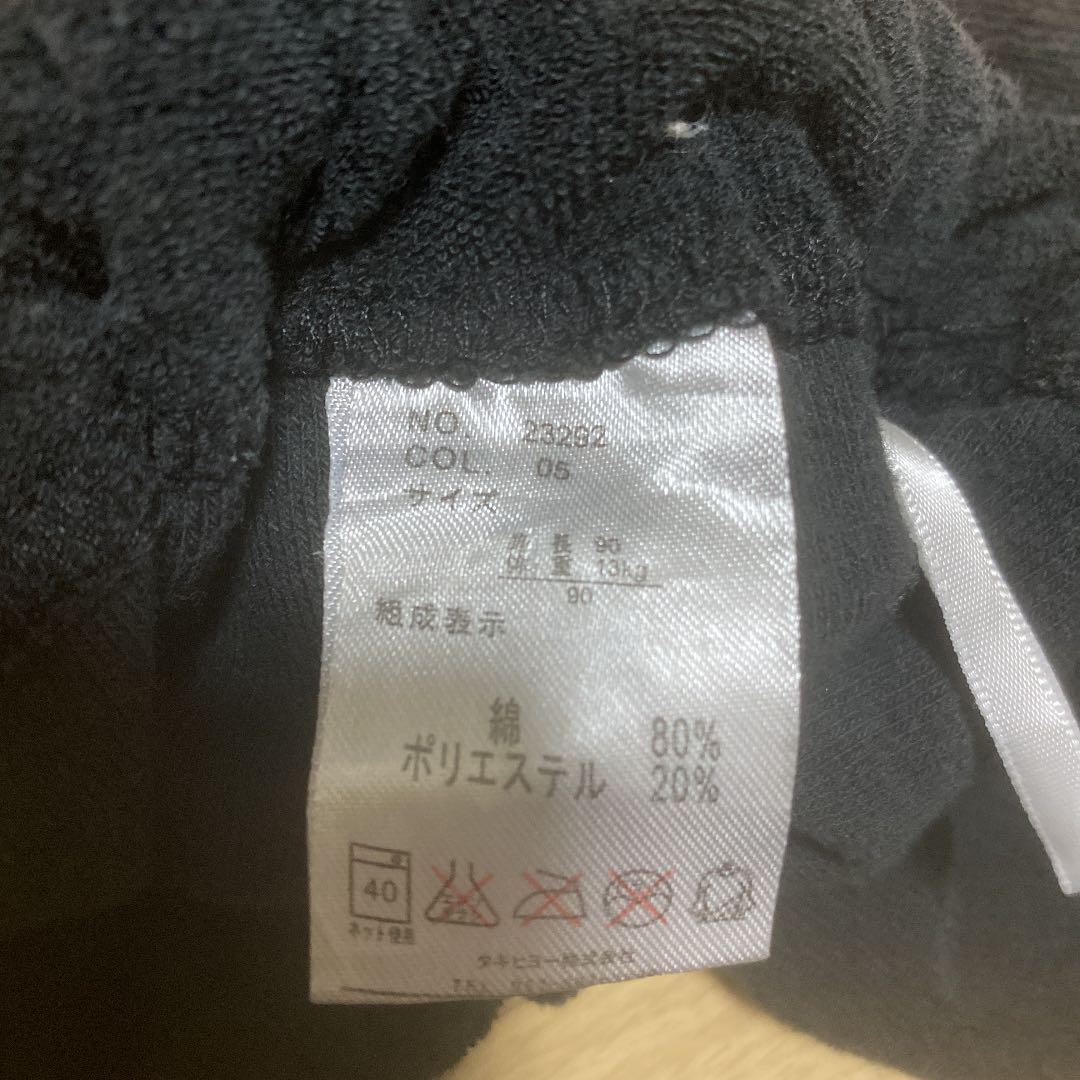 NO. 23292
COL. 05
サイズ
身長 90
体重 13kg
90
組成表示
綿 80%
ポリエステル 20%
40
ネット使用
タキヒヨー株式会社